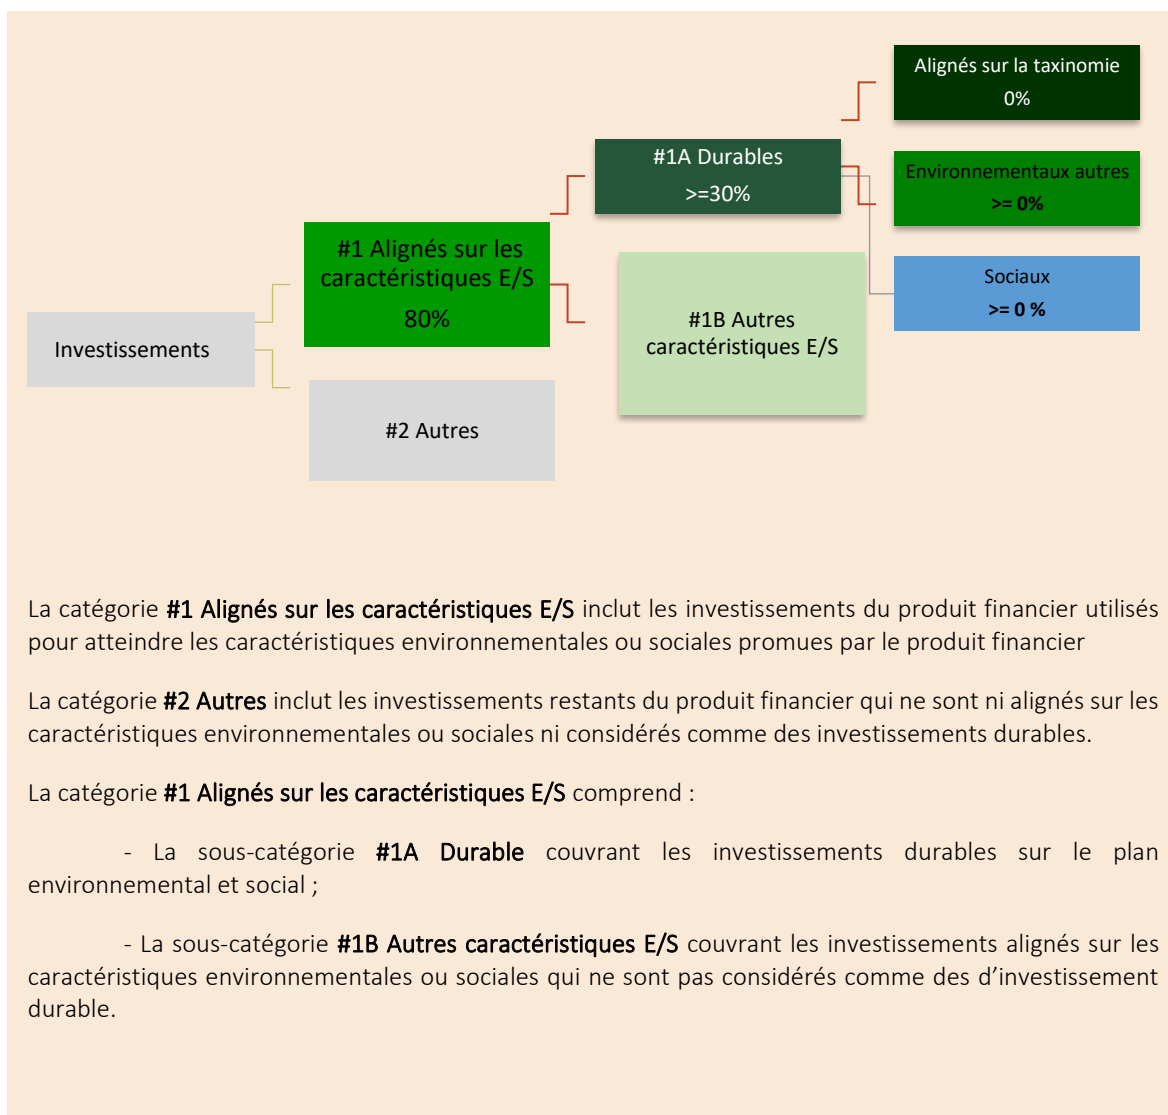 Alignés sur la taxinomie
0%
#1A Durables
>=30%
Environnementaux autres
>= 0%
#1 Alignés sur les
caractéristiques E/S
80%
Sociaux
>= 0 %
#1B Autres
caractéristiques E/S
Investissements
#2 Autres
La catégorie #1 Alignés sur les caractéristiques E/S inclut les investissements du produit financier utilisés
pour atteindre les caractéristiques environnementales ou sociales promues par le produit financier
La catégorie #2 Autres inclut les investissements restants du produit financier qui ne sont ni alignés sur les
caractéristiques environnementales ou sociales ni considérés comme des investissements durables.
La catégorie #1 Alignés sur les caractéristiques E/S comprend :
- La sous-catégorie #1A Durable couvrant les investissements durables sur le plan
environnemental et social ;
- La sous-catégorie #1B Autres caractéristiques E/S couvrant les investissements alignés sur les
caractéristiques environnementales ou sociales qui ne sont pas considérés comme des d’investissement
durable.